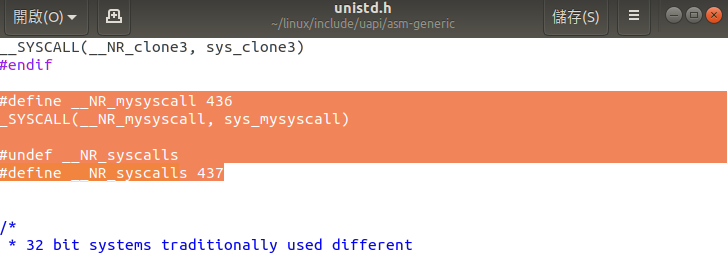 開啟(O)
unistd.h
~/linux/include/uapi/asm-generic
儲存(S)
__SYSCALL(__NR_clone3, sys_clone3)
#endif
#define __NR_mysyscall 436
_SYSCALL(__NR_mysyscall, sys_mysyscall)
#undef __NR_syscalls
#define __NR_syscalls 437
/*
* 32 bit systems traditionally used different